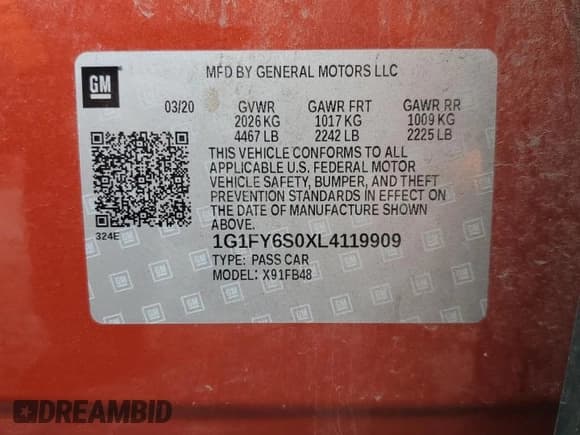 GM
MFD BY GENERAL MOTORS LLC
03/20 GVWR GAWR FRT GAWR RR
2026 KG 1017 KG 1009 KG
4467 LB 2242 LB 2225 LB
THIS VEHICLE CONFORMS TO ALL
APPLICABLE U.S. FEDERAL MOTOR
VEHICLE SAFETY, BUMPER, AND THEFT
PREVENTION STANDARDS IN EFFECT ON
THE DATE OF MANUFACTURE SHOWN
ABOVE.
324E
1G1FY6S0XL4119909
TYPE: PASS CAR
MODEL: X91FB48
DREAMBID